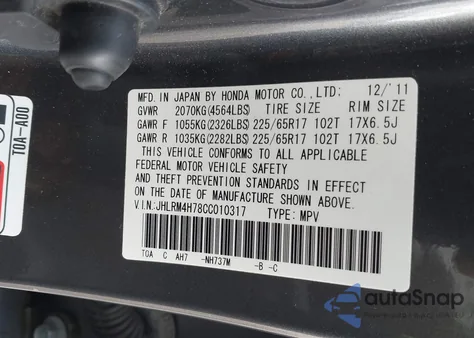 T0A-A00
MFD. IN JAPAN BY HONDA MOTOR CO.,LTD: 12/'11
GVWR 2070KG(4564LBS) TIRE SIZE RIM SIZE
GAWR F 1055KG(2326LBS) 225/65R17 102T 17X6.5J
GAWR R 1035KG(2282LBS) 225/65R17 102T 17X6.5J
THIS VEHICLE CONFORMS TO ALL APPLICABLE
FEDERAL MOTOR VEHICLE SAFETY
AND THEFT PREVENTION STANDARDS IN EFFECT
ON THE DATE OF MANUFACTURE SHOWN ABOVE.
V.I.N:JHLRM4H78CC010317 TYPE: MPV
T0A C AH7 -NH737M -B -C
autoSnap